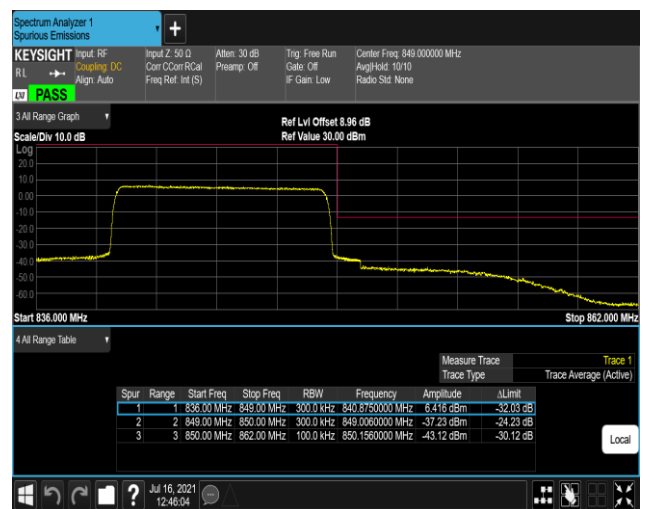 Spectrum Analyzer 1
Spurious Emissions
KEYSIGHT Input: RF Input Z: 50 Ω Atten: 30 dB Trig: Free Run Center Freq: 849.000000 MHz
RL Coupling: DC Corr CCorr RCal Preamp: Off Gate: Off Avg|Hold: 10/10
Align: Auto Freq Ref: Int (S) IF Gain: Low Radio Std: None
LXI PASS
3 All Range Graph
Ref Lvl Offset 8.96 dB
Scale/Div 10.0 dB Ref Value 30.00 dBm
Log
20.0
10.0
0.00
-10.0
-20.0
-30.0
-40.0
-50.0
-60.0
Start 836.000 MHz Stop 862.000 MHz
4 All Range Table
Measure Trace Trace 1
Trace Type Trace Average (Active)
Spur Range Start Freq Stop Freq RBW Frequency Amplitude ΔLimit
1 1 836.00 MHz 849.00 MHz 300.0 kHz 840.8750000 MHz 6.416 dBm -32.03 dB
2 2 849.00 MHz 850.00 MHz 300.0 kHz 849.0060000 MHz -37.23 dBm -24.23 dB
3 3 850.00 MHz 862.00 MHz 100.0 kHz 850.1560000 MHz -43.12 dBm -30.12 dB
Local
? Jul 16, 2021
12:46:04